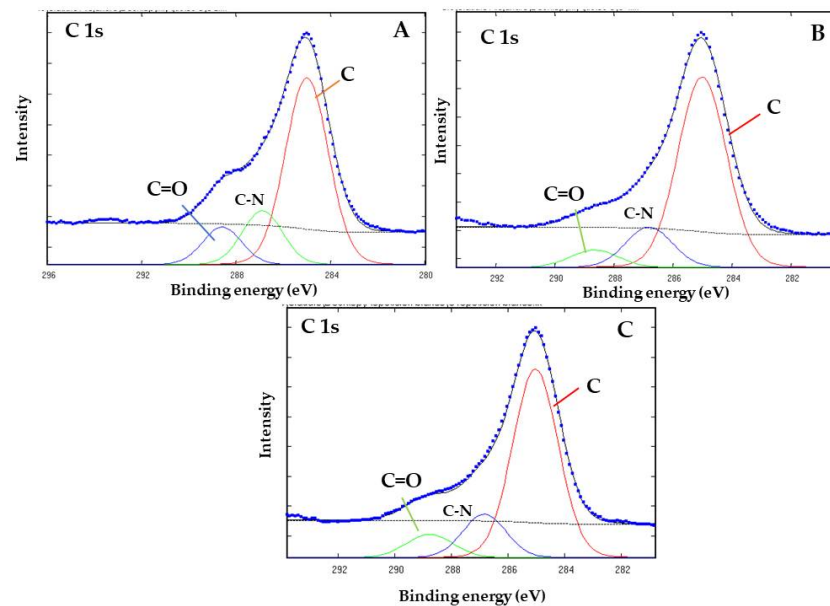 C 1s
A
C
C=O
C-N
Intensity
296
292
288
284
280
Binding energy (eV)
C 1s
B
C
C=O
C-N
Intensity
292
290
288
286
284
282
Binding energy (eV)
C 1s
C
C
C=O
C-N
Intensity
292
290
288
286
284
282
Binding energy (eV)